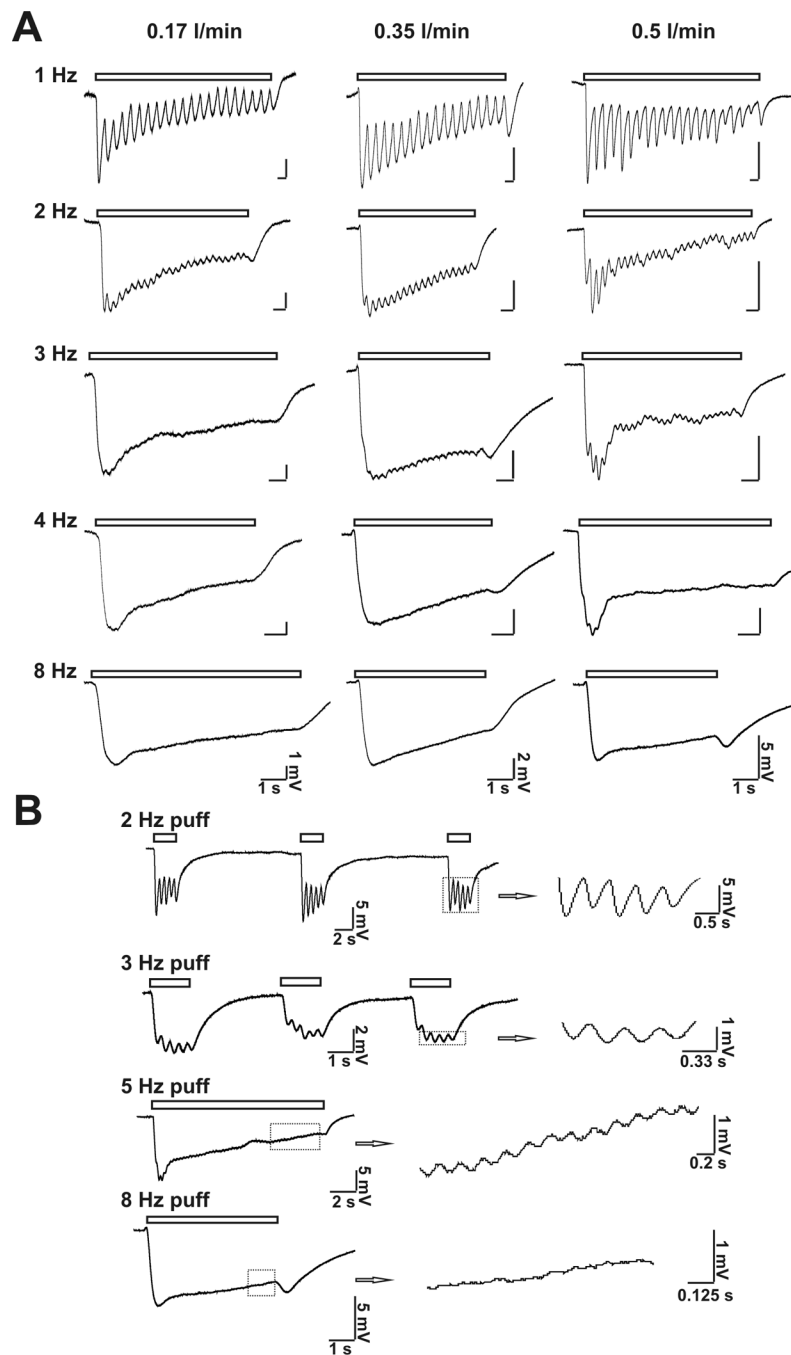 A
0.17 l/min 0.35 l/min 0.5 l/min
1 Hz
2 Hz
3 Hz
4 Hz
8 Hz
1 mV
1 s
2 mV
1 s
5 mV
1 s
B
2 Hz puff
5 mV
2 s
5 mV
0.5 s
3 Hz puff
2 mV
1 s
1 mV
0.33 s
5 Hz puff
5 mV
2 s
1 mV
0.2 s
8 Hz puff
5 mV
1 s
1 mV
0.125 s